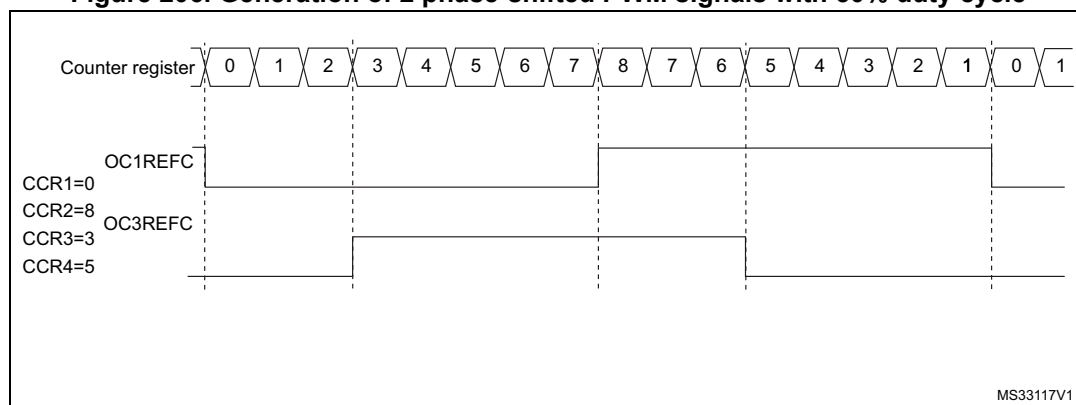 Counter register 0 1 2 3 4 5 6 7 8 7 6 5 4 3 2 1 0 1
OC1REFC
CCR1=0
CCR2=8
OC3REFC
CCR3=3
CCR4=5
MS33117V1